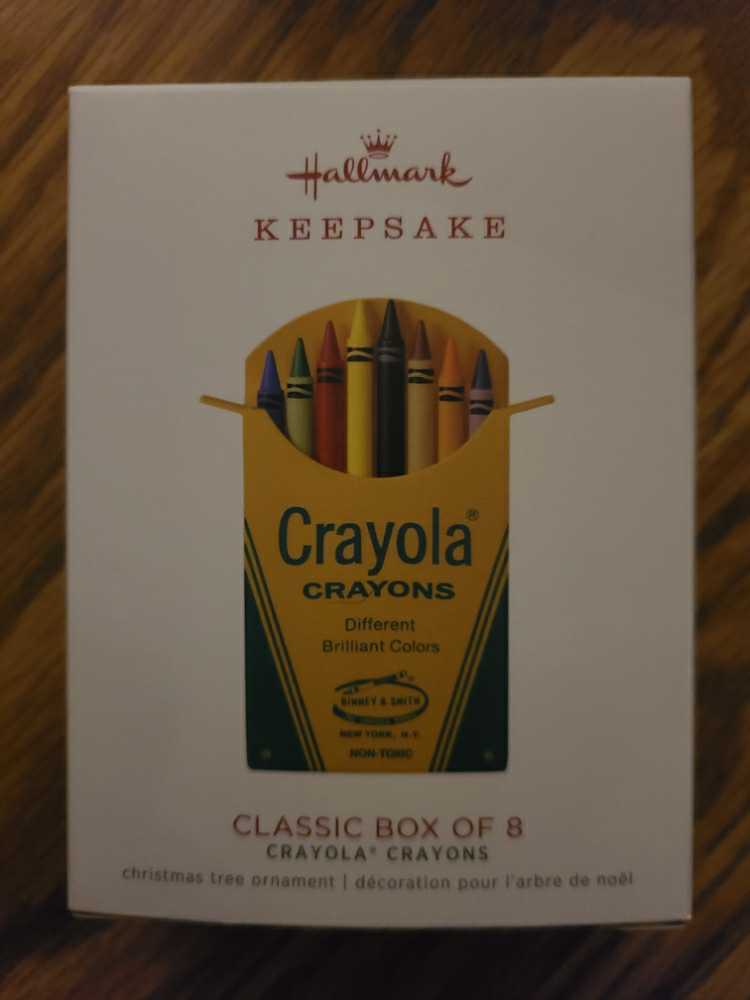 Hallmark
KEEPSAKE
Crayola®
CRAYONS
Different
Brilliant Colors
BINNEY & SMITH
NEW YORK, N.Y.
NON-TOXIC
CLASSIC BOX OF 8
CRAYOLA® CRAYONS
christmas tree ornament | décoration pour l'arbre de noël